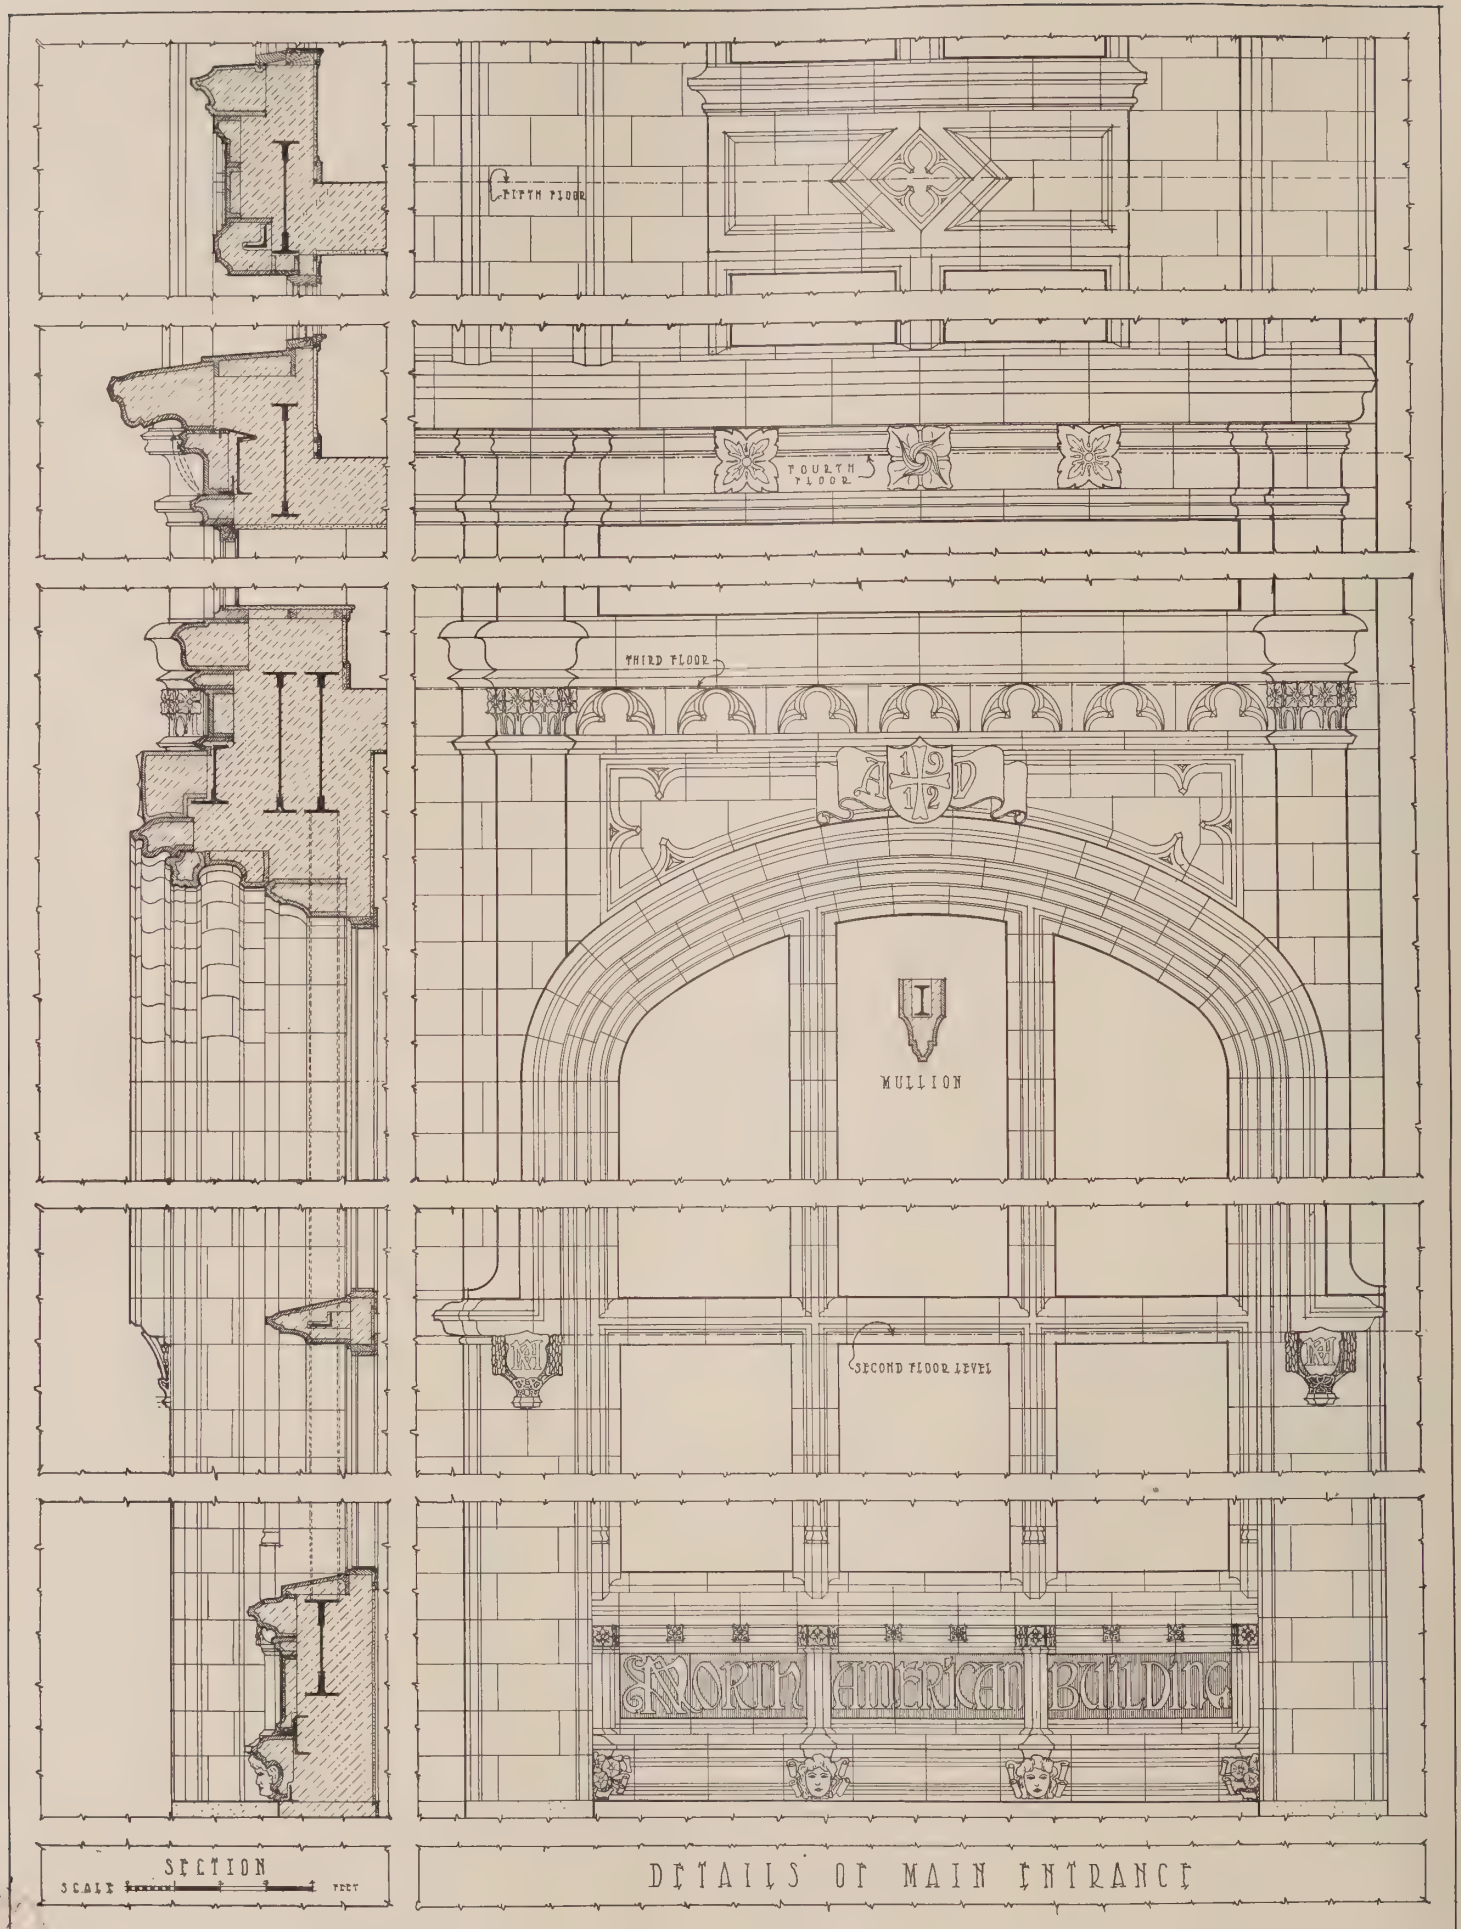 FIFTH FLOOR
FOURTH
FLOOR
THIRD FLOOR
A 19 D
12
MULLION
SECOND FLOOR LEVEL
NORTH AMERICAN BUILDING
SECTION
SCALE FEET
DETAILS OF MAIN ENTRANCE